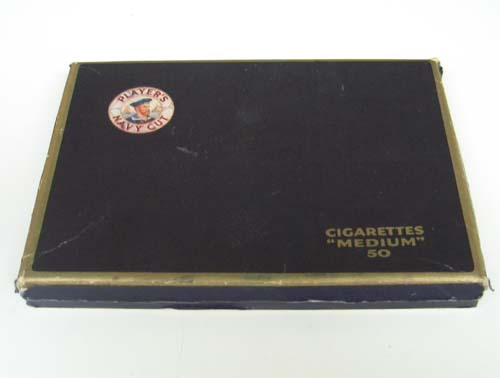 PLAYER'S
NAVY CUT
CIGARETTES
"MEDIUM"
50